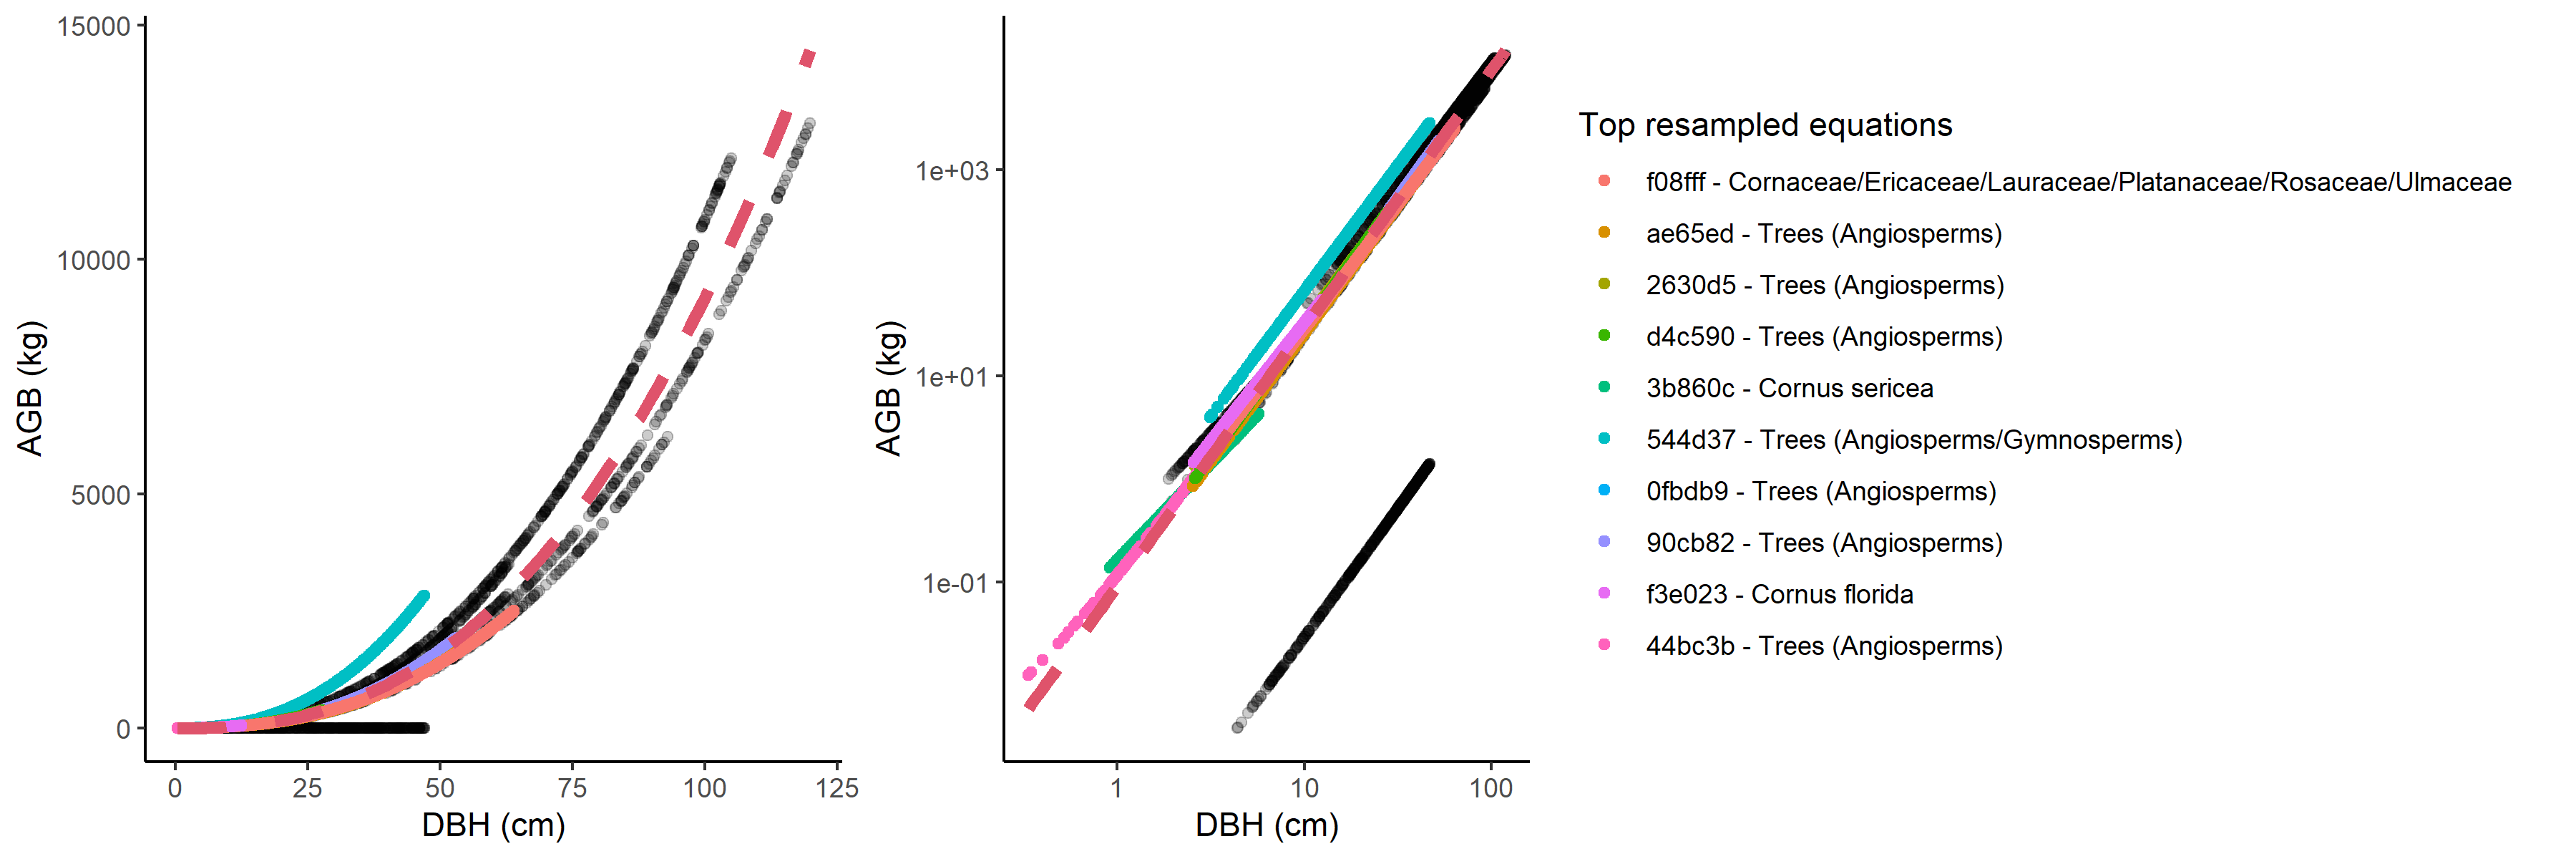 AGB (kg)
15000
10000
5000
0
0 25 50 75 100 125
DBH (cm)
AGB (kg)
1e+03
1e+01
1e-01
1 10 100
DBH (cm)
Top resampled equations
f08fff - Cornaceae/Ericaceae/Lauraceae/Platanaceae/Rosaceae/Ulmaceae
ae65ed - Trees (Angiosperms)
2630d5 - Trees (Angiosperms)
d4c590 - Trees (Angiosperms)
3b860c - Cornus sericea
544d37 - Trees (Angiosperms/Gymnosperms)
0fbdb9 - Trees (Angiosperms)
90cb82 - Trees (Angiosperms)
f3e023 - Cornus florida
44bc3b - Trees (Angiosperms)